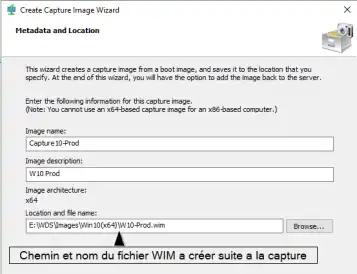 Create Capture Image Wizard
Metadata and Location
This wizard creates a capture image from a boot image, and saves it to the location that you
specify. At the end of this wizard, you will have the option to add the image back to the server.
Enter the following information for this capture image.
(Note: You cannot use an x64-based capture image for an x86-based computer.)
Image name:
Capture10-Prod
Image description:
W10 Prod
Image architecture:
x64
Location and file name:
E:\WDS\Images\Win10(x64)\W10-Prod.wim
Browse...
Chemin et nom du fichier WIM a créer suite a la capture